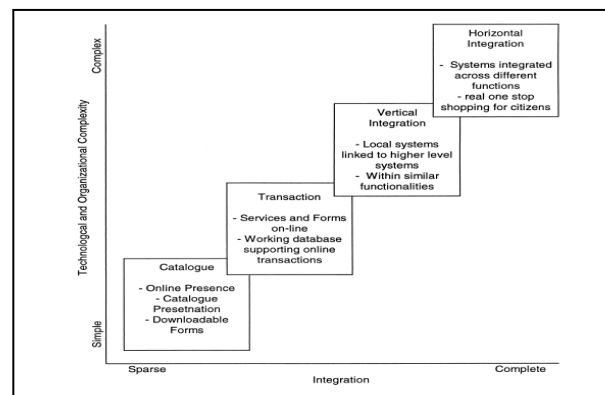 Horizontal
Integration
- Systems integrated
across different
functions
- real one stop
shopping for citizens
Vertical
Integration
- Local systems
linked to higher level
systems
- Within similar
functionalities
Transaction
- Services and Forms
on-line
- Working database
supporting online
transactions
Catalogue
- Online Presence
- Catalogue
Presetnation
- Downloadable
Forms
Technologcal and Organizational Complexity
Complex
Simple
Sparse
Complete
Integration